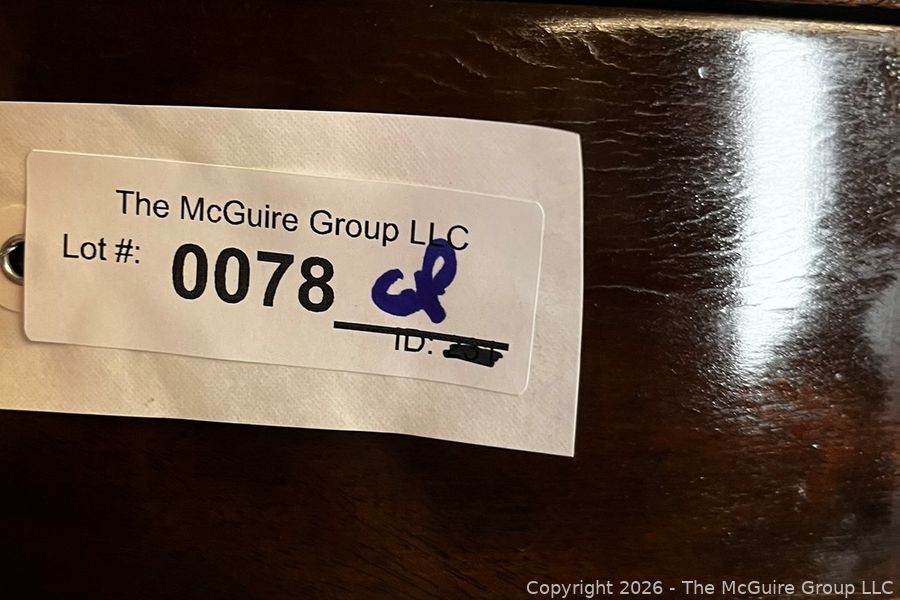 The McGuire Group LLC
Lot #: 0078
ID:
Copyright 2026 - The McGuire Group LLC